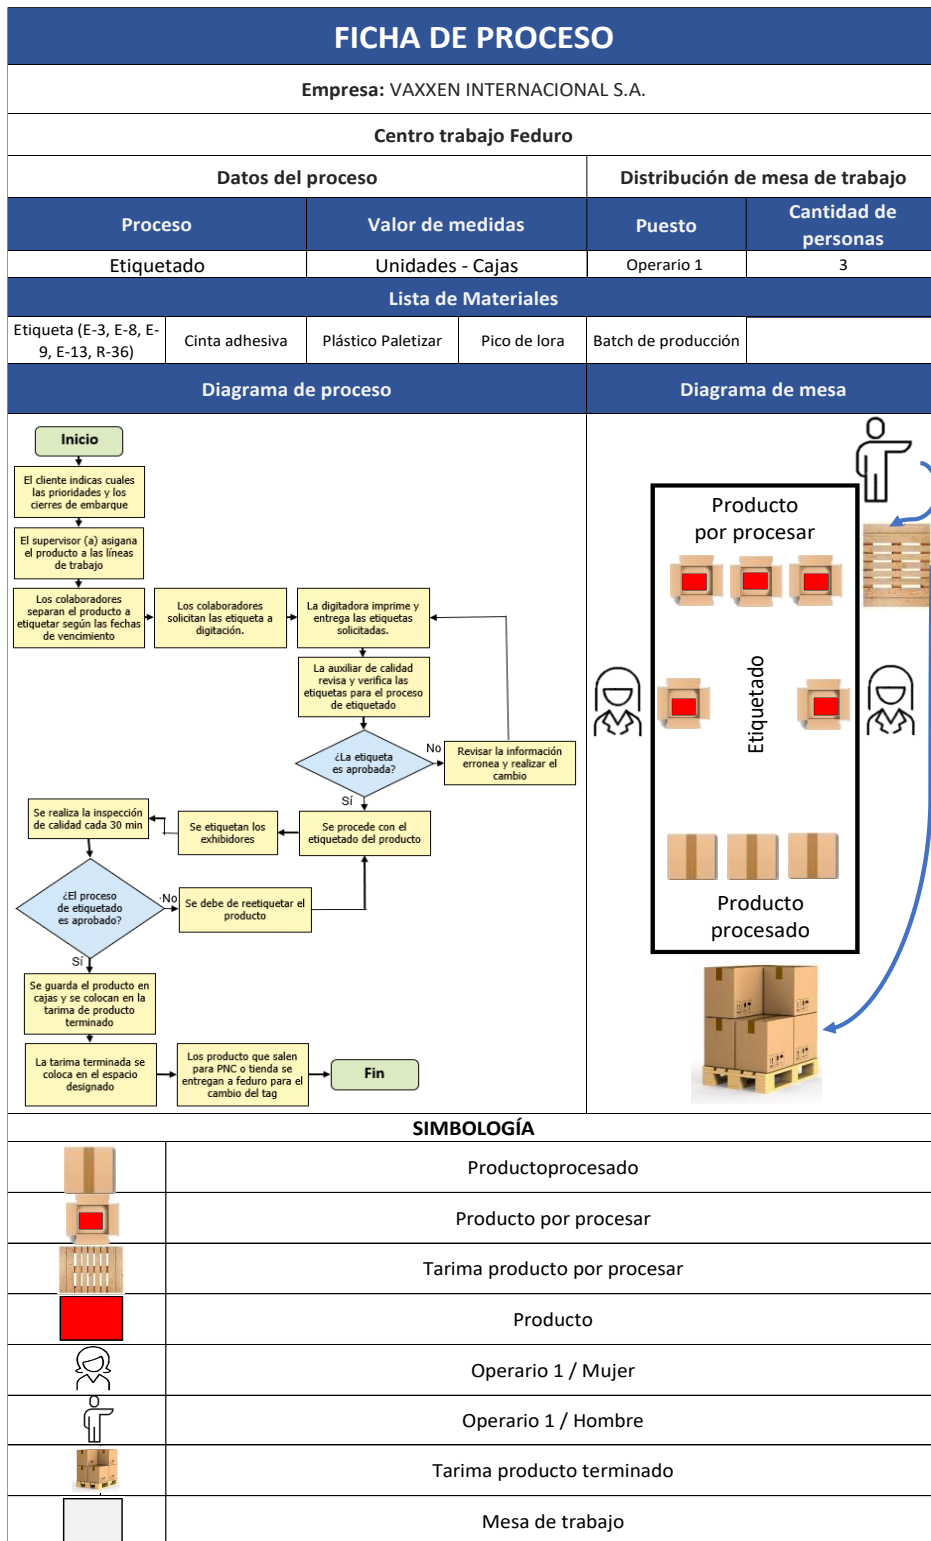 FICHA DE PROCESO
Empresa: VAXXEN INTERNACIONAL S.A.
Centro trabajo Feduro
Datos del proceso
Distribución de mesa de trabajo
Proceso
Valor de medidas
Puesto
Cantidad de
personas
Etiquetado
Unidades - Cajas
Operario 1
3
Lista de Materiales
Etiqueta (E-3, E-8, E-
9, E-13, R-36)
Cinta adhesiva
Plástico Paletizar
Pico de lora
Batch de producción
Diagrama de proceso
Diagrama de mesa
Inicio
El cliente indicas cuales
las prioridades y los
cierres de embarque
El supervisor (a) asigana
el producto a las líneas
de trabajo
Los colaboradores
separan el producto a
etiquetar según las fechas
de vencimiento
Los colaboradores
solicitan las etiqueta a
digitación.
La digitadora imprime y
entrega las etiquetas
solicitadas.
La auxiliar de calidad
revisa y verifica las
etiquetas para el proceso
de etiquetado
¿La etiqueta
es aprobada?
No
Revisar la información
erronea y realizar el
cambio
Sí
Se procede con el
etiquetado del producto
Se etiquetan los
exhibidores
Se realiza la inspección
de calidad cada 30 min
¿El proceso
de etiquetado
es aprobado?
No
Se debe de reetiquetar el
producto
Sí
Se guarda el producto en
cajas y se colocan en la
tarima de producto
terminado
La tarima terminada se
coloca en el espacio
designado
Los producto que salen
para PNC o tienda se
entregan a feduro para el
cambio del tag
Fin
Producto
por procesar
Etiquetado
Producto
procesado
SIMBOLOGÍA
Productoprocesado
Producto por procesar
Tarima producto por procesar
Producto
Operario 1 / Mujer
Operario 1 / Hombre
Tarima producto terminado
Mesa de trabajo